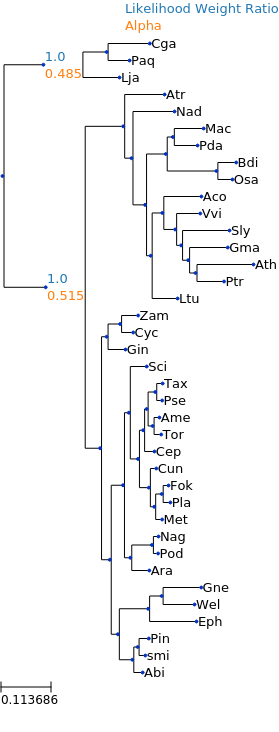 Likelihood Weight Ratio
Alpha
Cga
1.0
Paq
0.485
Lja
Atr
Nad
Mac
Pda
Bdi
Osa
Aco
Vvi
Sly
Gma
Ath
1.0
Ptr
0.515
Ltu
Zam
Cyc
Gin
Sci
Tax
Pse
Ame
Tor
Cep
Cun
Fok
Pla
Met
Nag
Pod
Ara
Gne
Wel
Eph
Pin
smi
Abi
0.113686